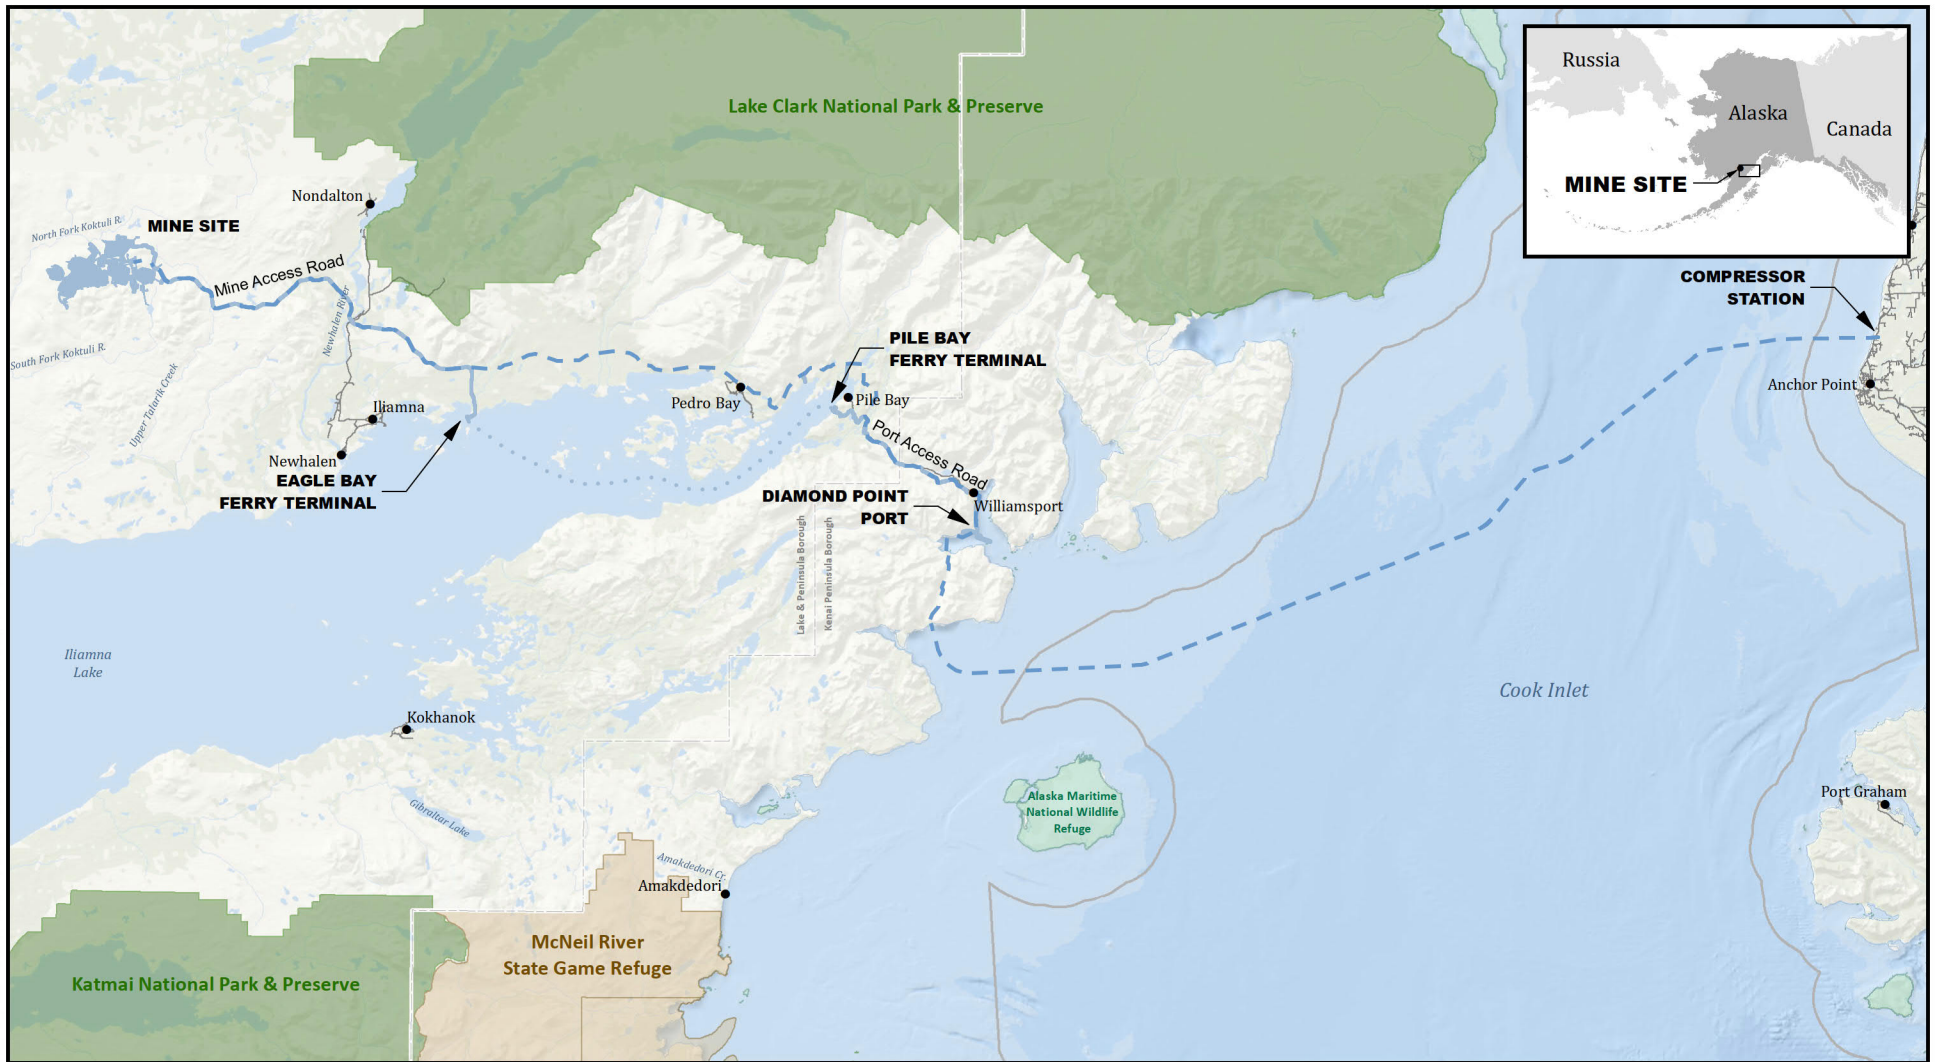 Lake Clark National Park & Preserve
Russia
Alaska
Canada
MINE SITE
Nondalton
North Fork Koktuli R.
MINE SITE
Mine Access Road
Newhalen River
South Fork Koktuli R.
Upper Talarik Creek
COMPRESSOR
STATION
Anchor Point
PILE BAY
FERRY TERMINAL
Pedro Bay
Pile Bay
Iliamna
Newhalen
EAGLE BAY
FERRY TERMINAL
Port Access Road
DIAMOND POINT
PORT
Williamsport
Lake & Peninsula Borough
Kenai Peninsula Borough
Iliamna
Lake
Cook Inlet
Kokhanok
Gibraltar Lake
Alaska Maritime
National Wildlife
Refuge
Port Graham
Amakdedori Cr.
Amakdedori
McNeil River
State Game Refuge
Katmai National Park & Preserve